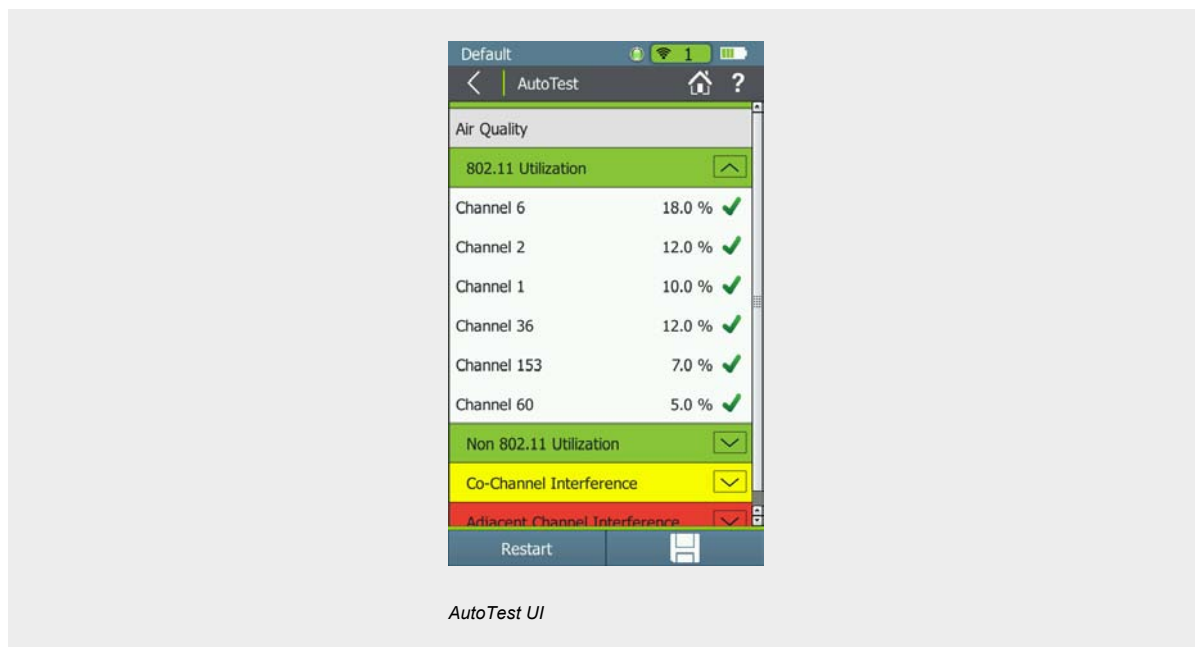 Default 1
AutoTest ?
Air Quality
802.11 Utilization
Channel 6 18.0 %
Channel 2 12.0 %
Channel 1 10.0 %
Channel 36 12.0 %
Channel 153 7.0 %
Channel 60 5.0 %
Non 802.11 Utilization
Co-Channel Interference
Adjacent Channel Interference
Restart
AutoTest UI